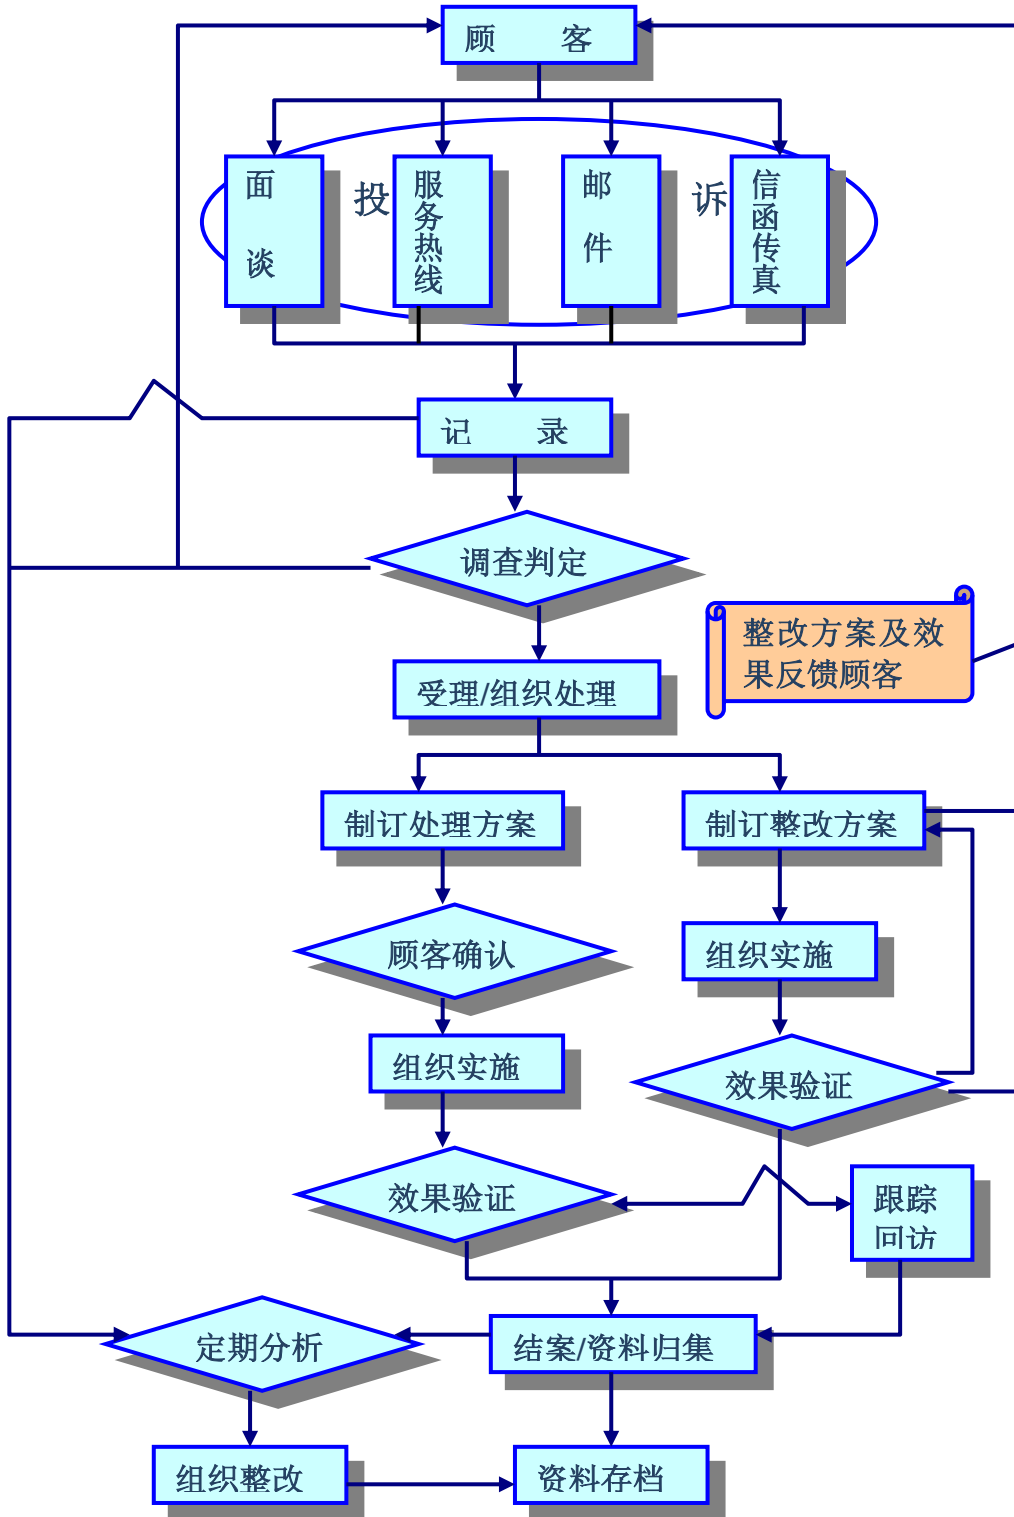 顾 客
面 谈
投
服务热线
邮 件
诉
信函传真
记 录
调查判定
整改方案及效
果反馈顾客
受理/组织处理
制订处理方案
制订整改方案
顾客确认
组织实施
组织实施
效果验证
效果验证
跟踪
回访
定期分析
结案/资料归集
组织整改
资料存档